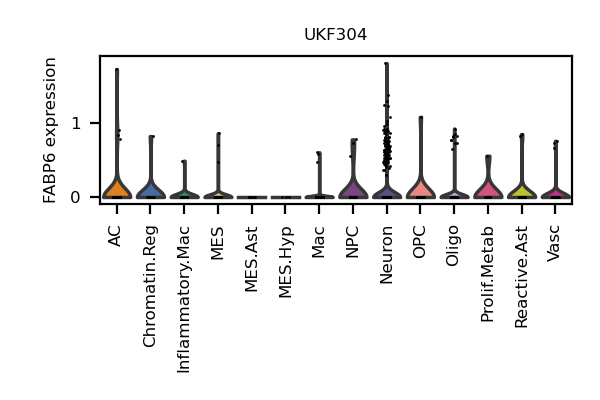 UKF304
FABP6 expression
1
0
AC
Chromatin.Reg
Inflammatory.Mac
MES
MES.Ast
MES.Hyp
Mac
NPC
Neuron
OPC
Oligo
Prolif.Metab
Reactive.Ast
Vasc